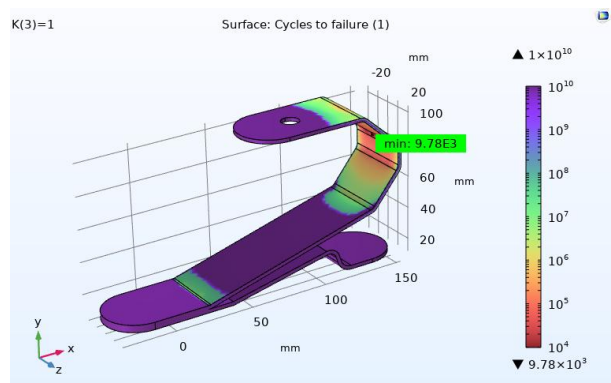 K(3)=1 Surface: Cycles to failure (1)
mm
-20
20
100
min: 9.78E3
60
mm
40
20
150
100
50
0
mm
y
x
z
▲ 1×10¹⁰
10¹⁰
10⁹
10⁸
10⁷
10⁶
10⁵
10⁴
▼ 9.78×10³